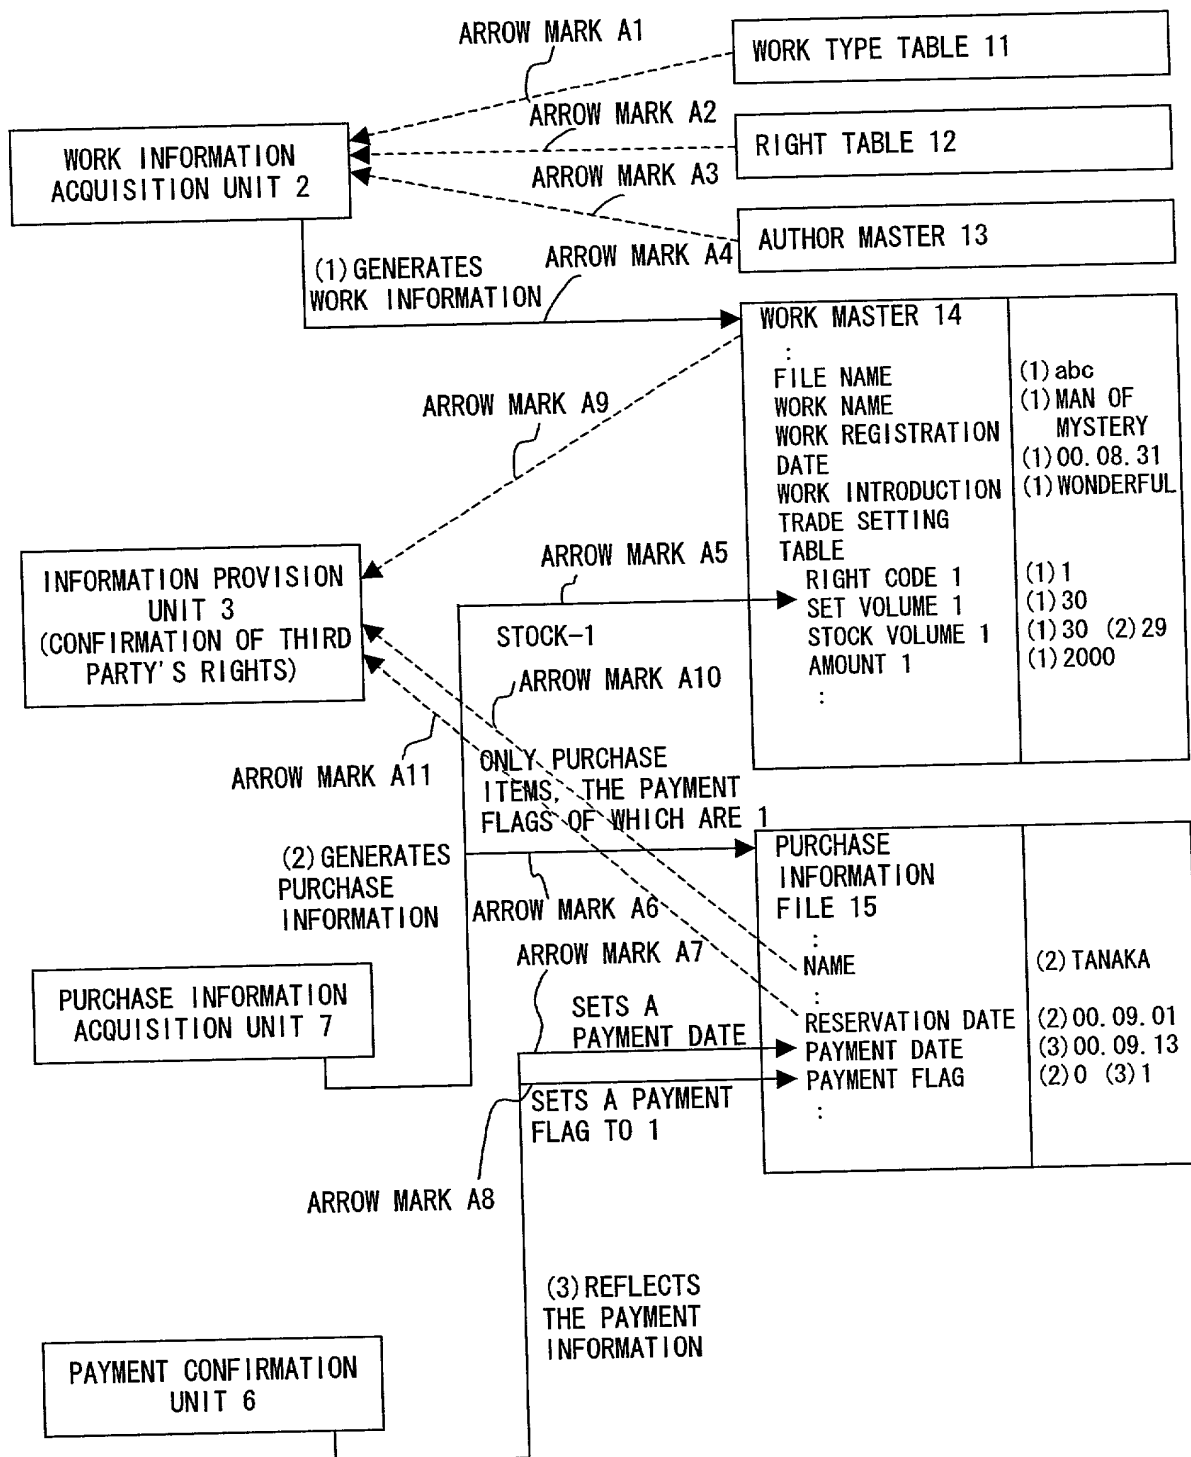 ARROW MARK A1
WORK TYPE TABLE 11
ARROW MARK A2
RIGHT TABLE 12
WORK INFORMATION
ACQUISITION UNIT 2
ARROW MARK A3
AUTHOR MASTER 13
(1) GENERATES
WORK INFORMATION
ARROW MARK A4
WORK MASTER 14
:
FILE NAME (1) abc
WORK NAME (1) MAN OF
MYSTERY
WORK REGISTRATION
DATE (1) 00.08.31
WORK INTRODUCTION (1) WONDERFUL
TRADE SETTING
TABLE
RIGHT CODE 1 (1) 1
SET VOLUME 1 (1) 30
STOCK VOLUME 1 (1) 30 (2) 29
AMOUNT 1 (1) 2000
:
ARROW MARK A9
INFORMATION PROVISION
UNIT 3
(CONFIRMATION OF THIRD
PARTY'S RIGHTS)
ARROW MARK A5
STOCK-1
ARROW MARK A10
ARROW MARK A11
ONLY PURCHASE
ITEMS, THE PAYMENT
FLAGS OF WHICH ARE 1
(2) GENERATES
PURCHASE
INFORMATION
ARROW MARK A6
PURCHASE
INFORMATION
FILE 15
:
NAME (2) TANAKA
:
RESERVATION DATE (2) 00.09.01
PAYMENT DATE (3) 00.09.13
PAYMENT FLAG (2) 0 (3) 1
:
ARROW MARK A7
PURCHASE INFORMATION
ACQUISITION UNIT 7
SETS A
PAYMENT DATE
SETS A PAYMENT
FLAG TO 1
ARROW MARK A8
(3) REFLECTS
THE PAYMENT
INFORMATION
PAYMENT CONFIRMATION
UNIT 6